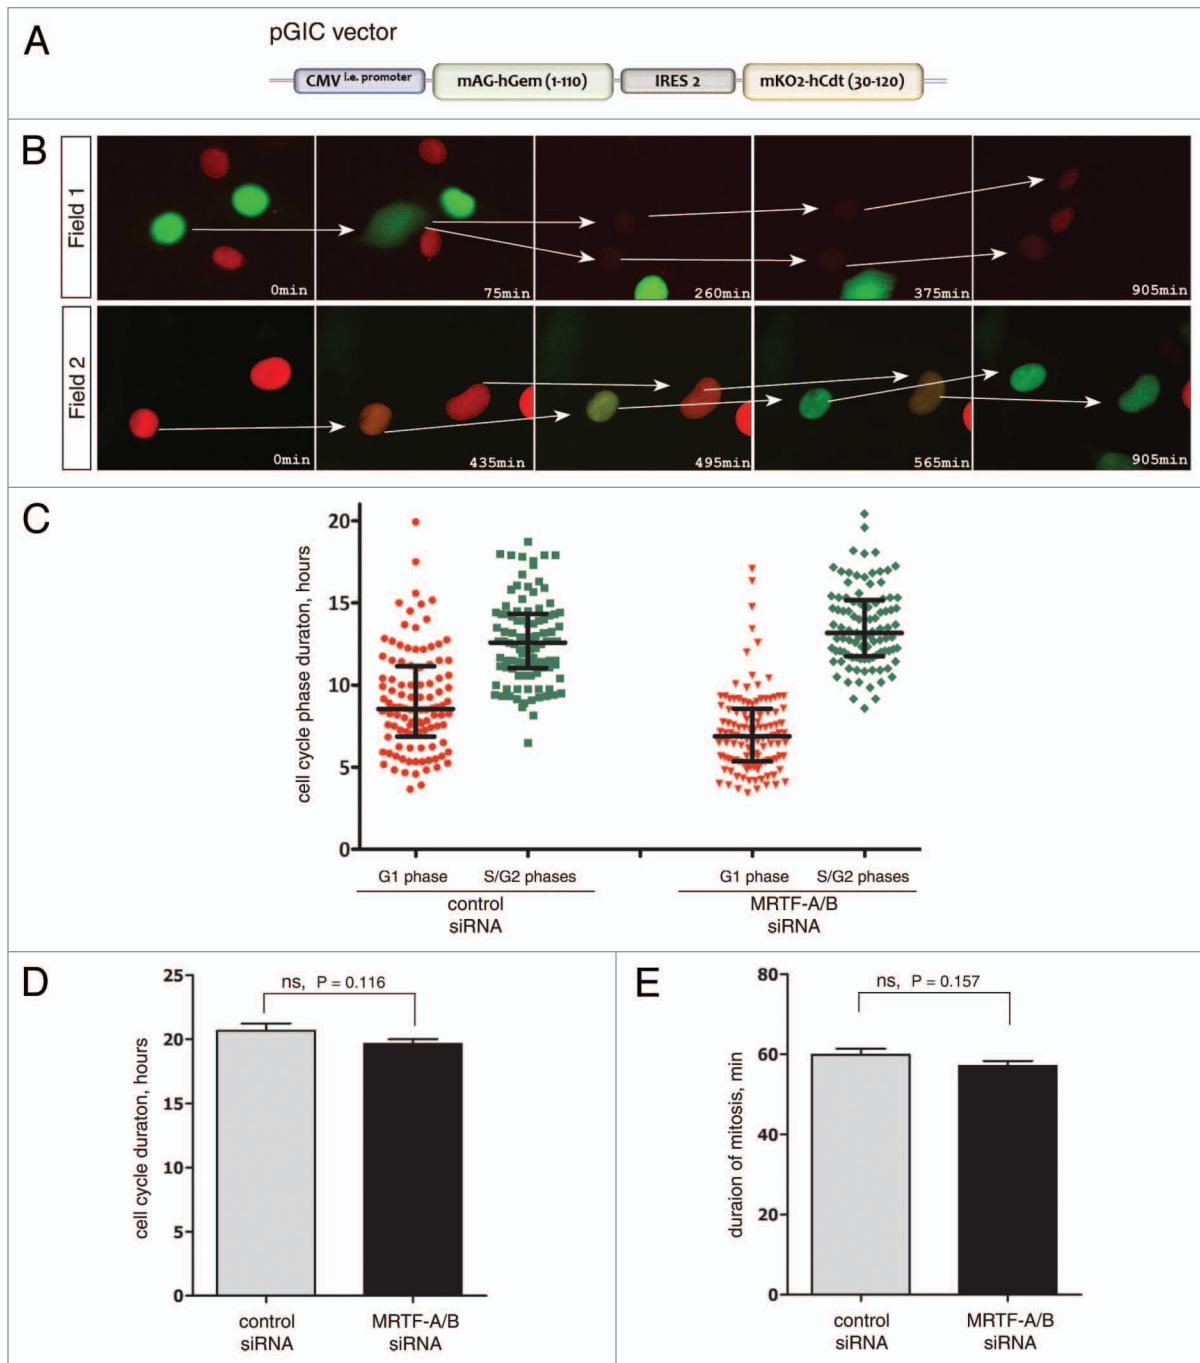 A
pGIC vector
CMV i.e. promoter
mAG-hGem (1-110)
IRES 2
mKO2-hCdt (30-120)
B
Field 1
0min
75min
260min
375min
905min
Field 2
0min
435min
495min
565min
905min
C
cell cycle phase duraton, hours
20
15
10
5
0
G1 phase
S/G2 phases
G1 phase
S/G2 phases
control
siRNA
MRTF-A/B
siRNA
D
cell cycle duraton, hours
25
20
15
10
5
0
ns, P = 0.116
control
siRNA
MRTF-A/B
siRNA
E
duraion of mitosis, min
80
60
40
20
0
ns, P = 0.157
control
siRNA
MRTF-A/B
siRNA